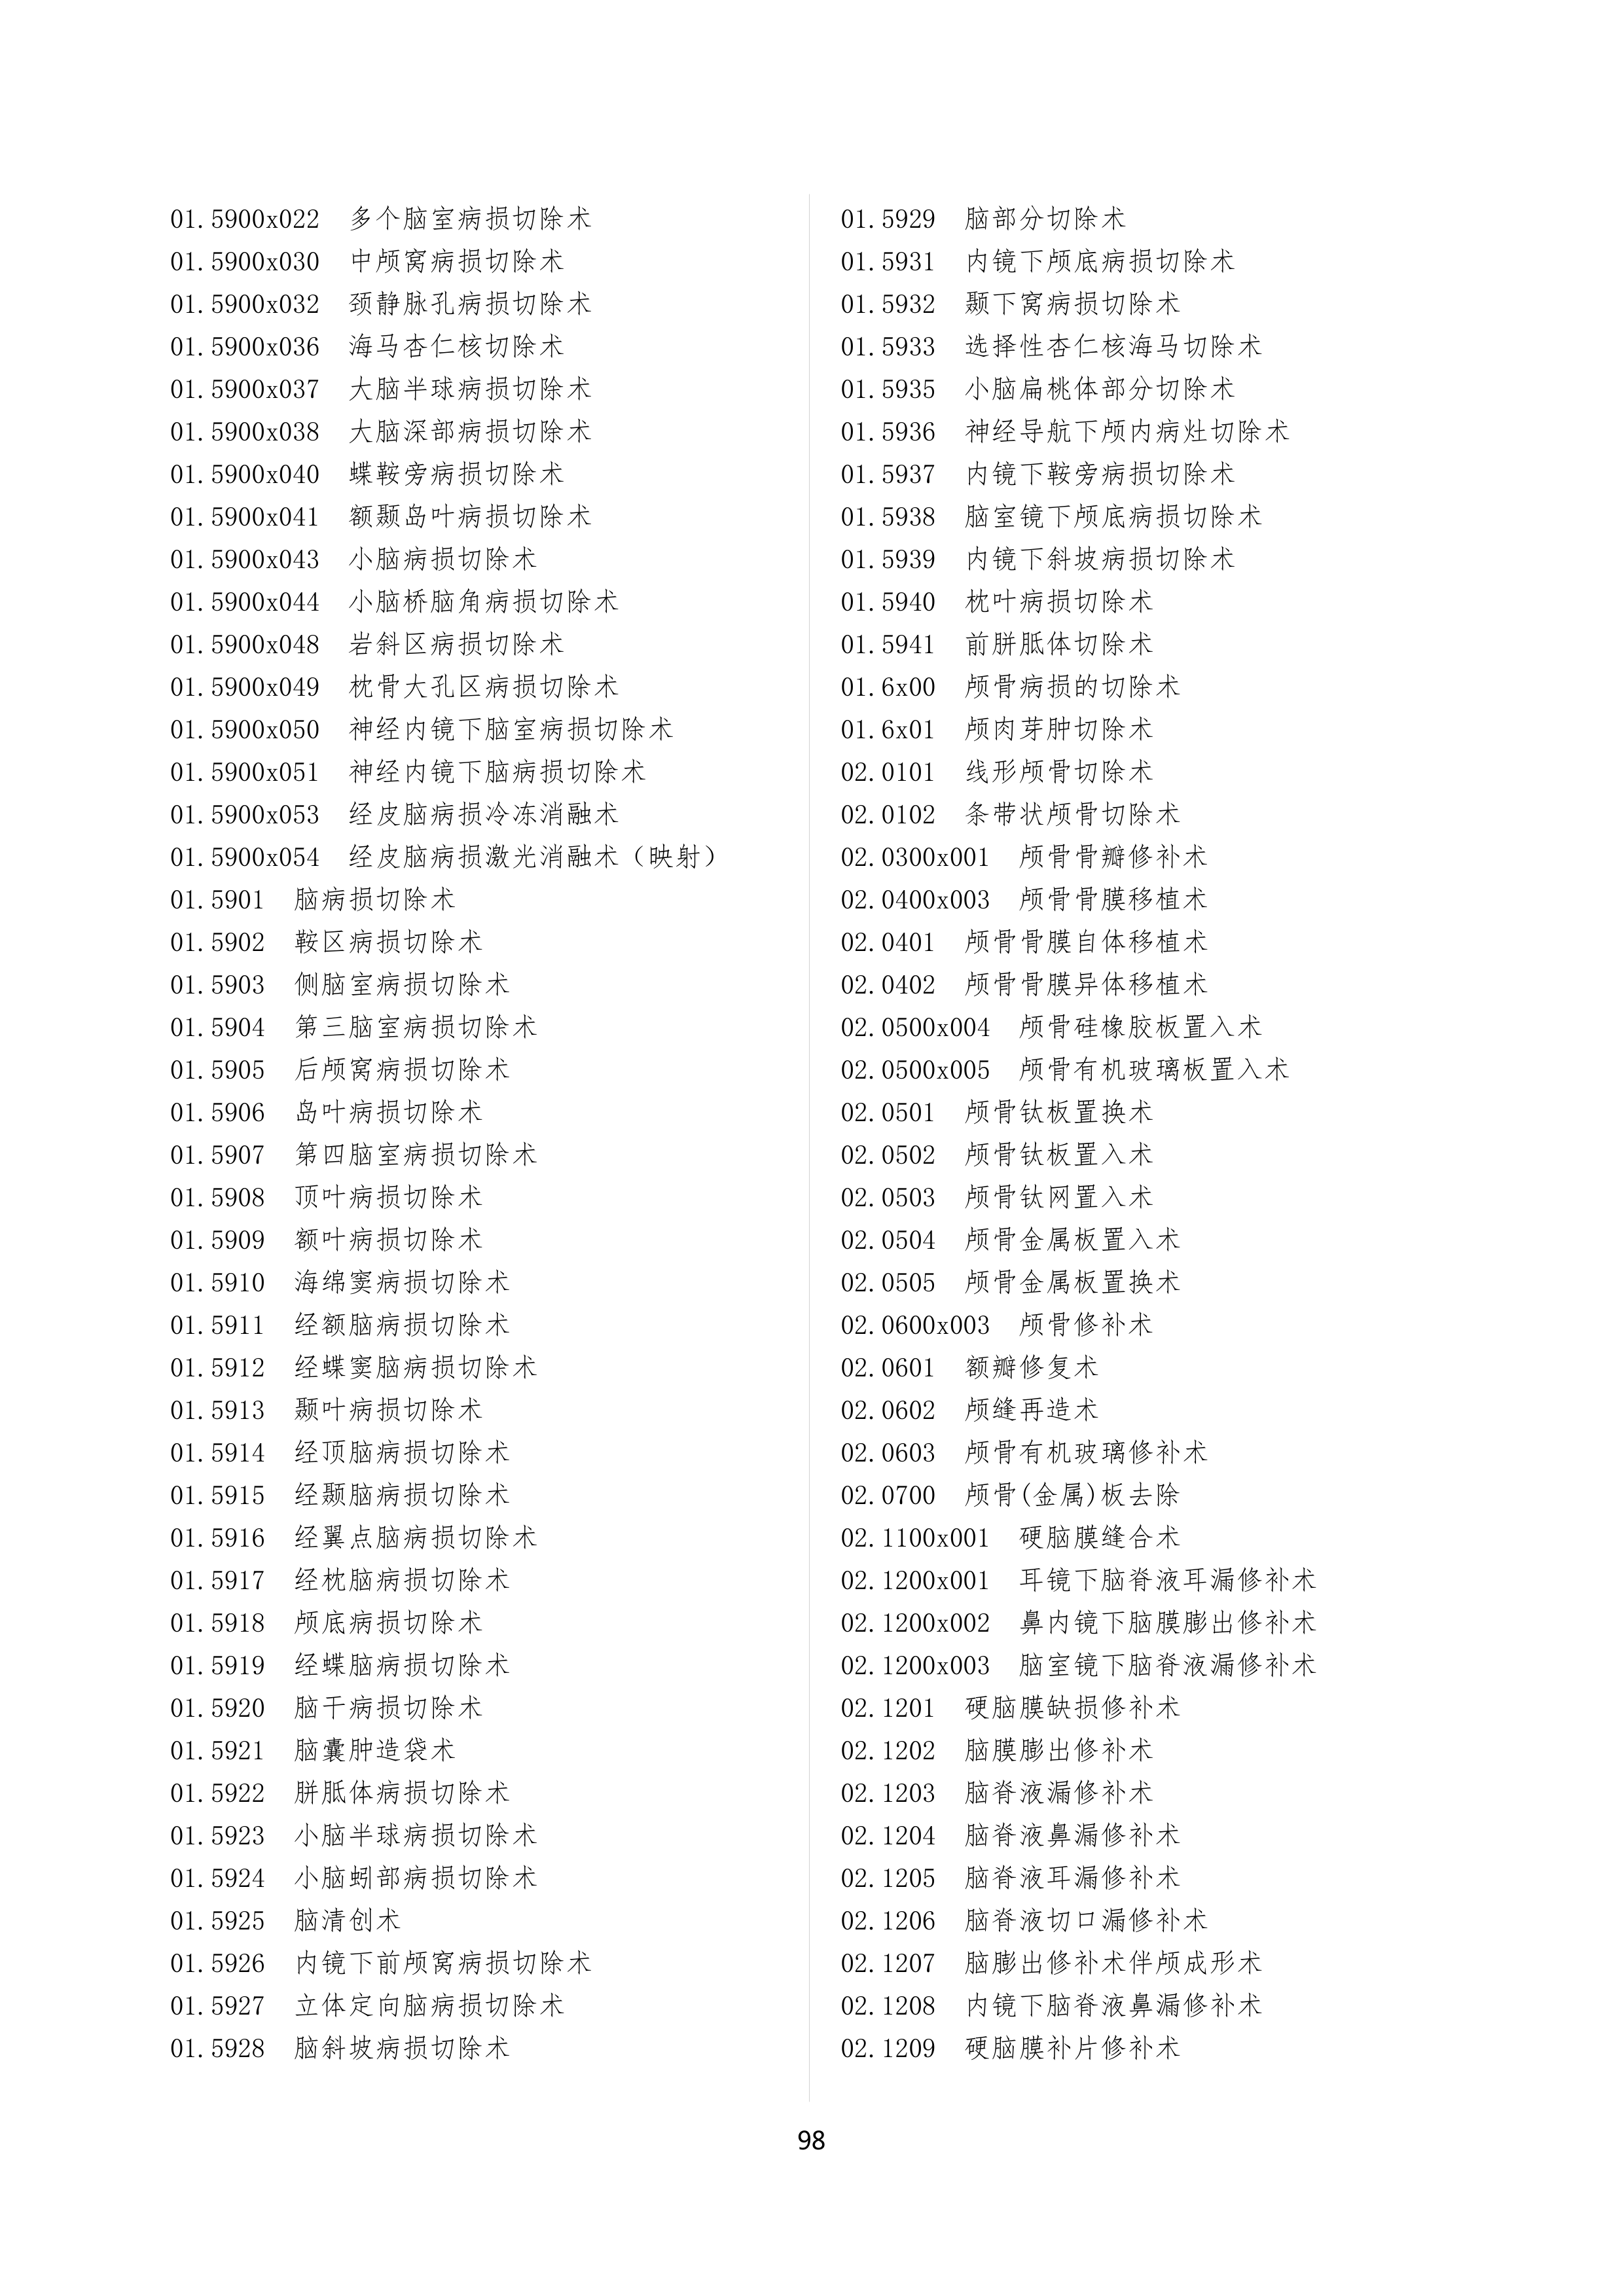 01.5900x022 多个脑室病损切除术
01.5900x030 中颅窝病损切除术
01.5900x032 颈静脉孔病损切除术
01.5900x036 海马杏仁核切除术
01.5900x037 大脑半球病损切除术
01.5900x038 大脑深部病损切除术
01.5900x040 蝶鞍旁病损切除术
01.5900x041 额颞岛叶病损切除术
01.5900x043 小脑病损切除术
01.5900x044 小脑桥脑角病损切除术
01.5900x048 岩斜区病损切除术
01.5900x049 枕骨大孔区病损切除术
01.5900x050 神经内镜下脑室病损切除术
01.5900x051 神经内镜下脑病损切除术
01.5900x053 经皮脑病损冷冻消融术
01.5900x054 经皮脑病损激光消融术（映射）
01.5901 脑病损切除术
01.5902 鞍区病损切除术
01.5903 侧脑室病损切除术
01.5904 第三脑室病损切除术
01.5905 后颅窝病损切除术
01.5906 岛叶病损切除术
01.5907 第四脑室病损切除术
01.5908 顶叶病损切除术
01.5909 额叶病损切除术
01.5910 海绵窦病损切除术
01.5911 经额脑病损切除术
01.5912 经蝶窦脑病损切除术
01.5913 颞叶病损切除术
01.5914 经顶脑病损切除术
01.5915 经颞脑病损切除术
01.5916 经翼点脑病损切除术
01.5917 经枕脑病损切除术
01.5918 颅底病损切除术
01.5919 经蝶脑病损切除术
01.5920 脑干病损切除术
01.5921 脑囊肿造袋术
01.5922 胼胝体病损切除术
01.5923 小脑半球病损切除术
01.5924 小脑蚓部病损切除术
01.5925 脑清创术
01.5926 内镜下前颅窝病损切除术
01.5927 立体定向脑病损切除术
01.5928 脑斜坡病损切除术
01.5929 脑部分切除术
01.5931 内镜下颅底病损切除术
01.5932 颞下窝病损切除术
01.5933 选择性杏仁核海马切除术
01.5935 小脑扁桃体部分切除术
01.5936 神经导航下颅内病灶切除术
01.5937 内镜下鞍旁病损切除术
01.5938 脑室镜下颅底病损切除术
01.5939 内镜下斜坡病损切除术
01.5940 枕叶病损切除术
01.5941 前胼胝体切除术
01.6x00 颅骨病损的切除术
01.6x01 颅肉芽肿切除术
02.0101 线形颅骨切除术
02.0102 条带状颅骨切除术
02.0300x001 颅骨骨瓣修补术
02.0400x003 颅骨骨膜移植术
02.0401 颅骨骨膜自体移植术
02.0402 颅骨骨膜异体移植术
02.0500x004 颅骨硅橡胶板置入术
02.0500x005 颅骨有机玻璃板置入术
02.0501 颅骨钛板置换术
02.0502 颅骨钛板置入术
02.0503 颅骨钛网置入术
02.0504 颅骨金属板置入术
02.0505 颅骨金属板置换术
02.0600x003 颅骨修补术
02.0601 额瓣修复术
02.0602 颅缝再造术
02.0603 颅骨有机玻璃修补术
02.0700 颅骨(金属)板去除
02.1100x001 硬脑膜缝合术
02.1200x001 耳镜下脑脊液耳漏修补术
02.1200x002 鼻内镜下脑膜膨出修补术
02.1200x003 脑室镜下脑脊液漏修补术
02.1201 硬脑膜缺损修补术
02.1202 脑膜膨出修补术
02.1203 脑脊液漏修补术
02.1204 脑脊液鼻漏修补术
02.1205 脑脊液耳漏修补术
02.1206 脑脊液切口漏修补术
02.1207 脑膨出修补术伴颅成形术
02.1208 内镜下脑脊液鼻漏修补术
02.1209 硬脑膜补片修补术
98